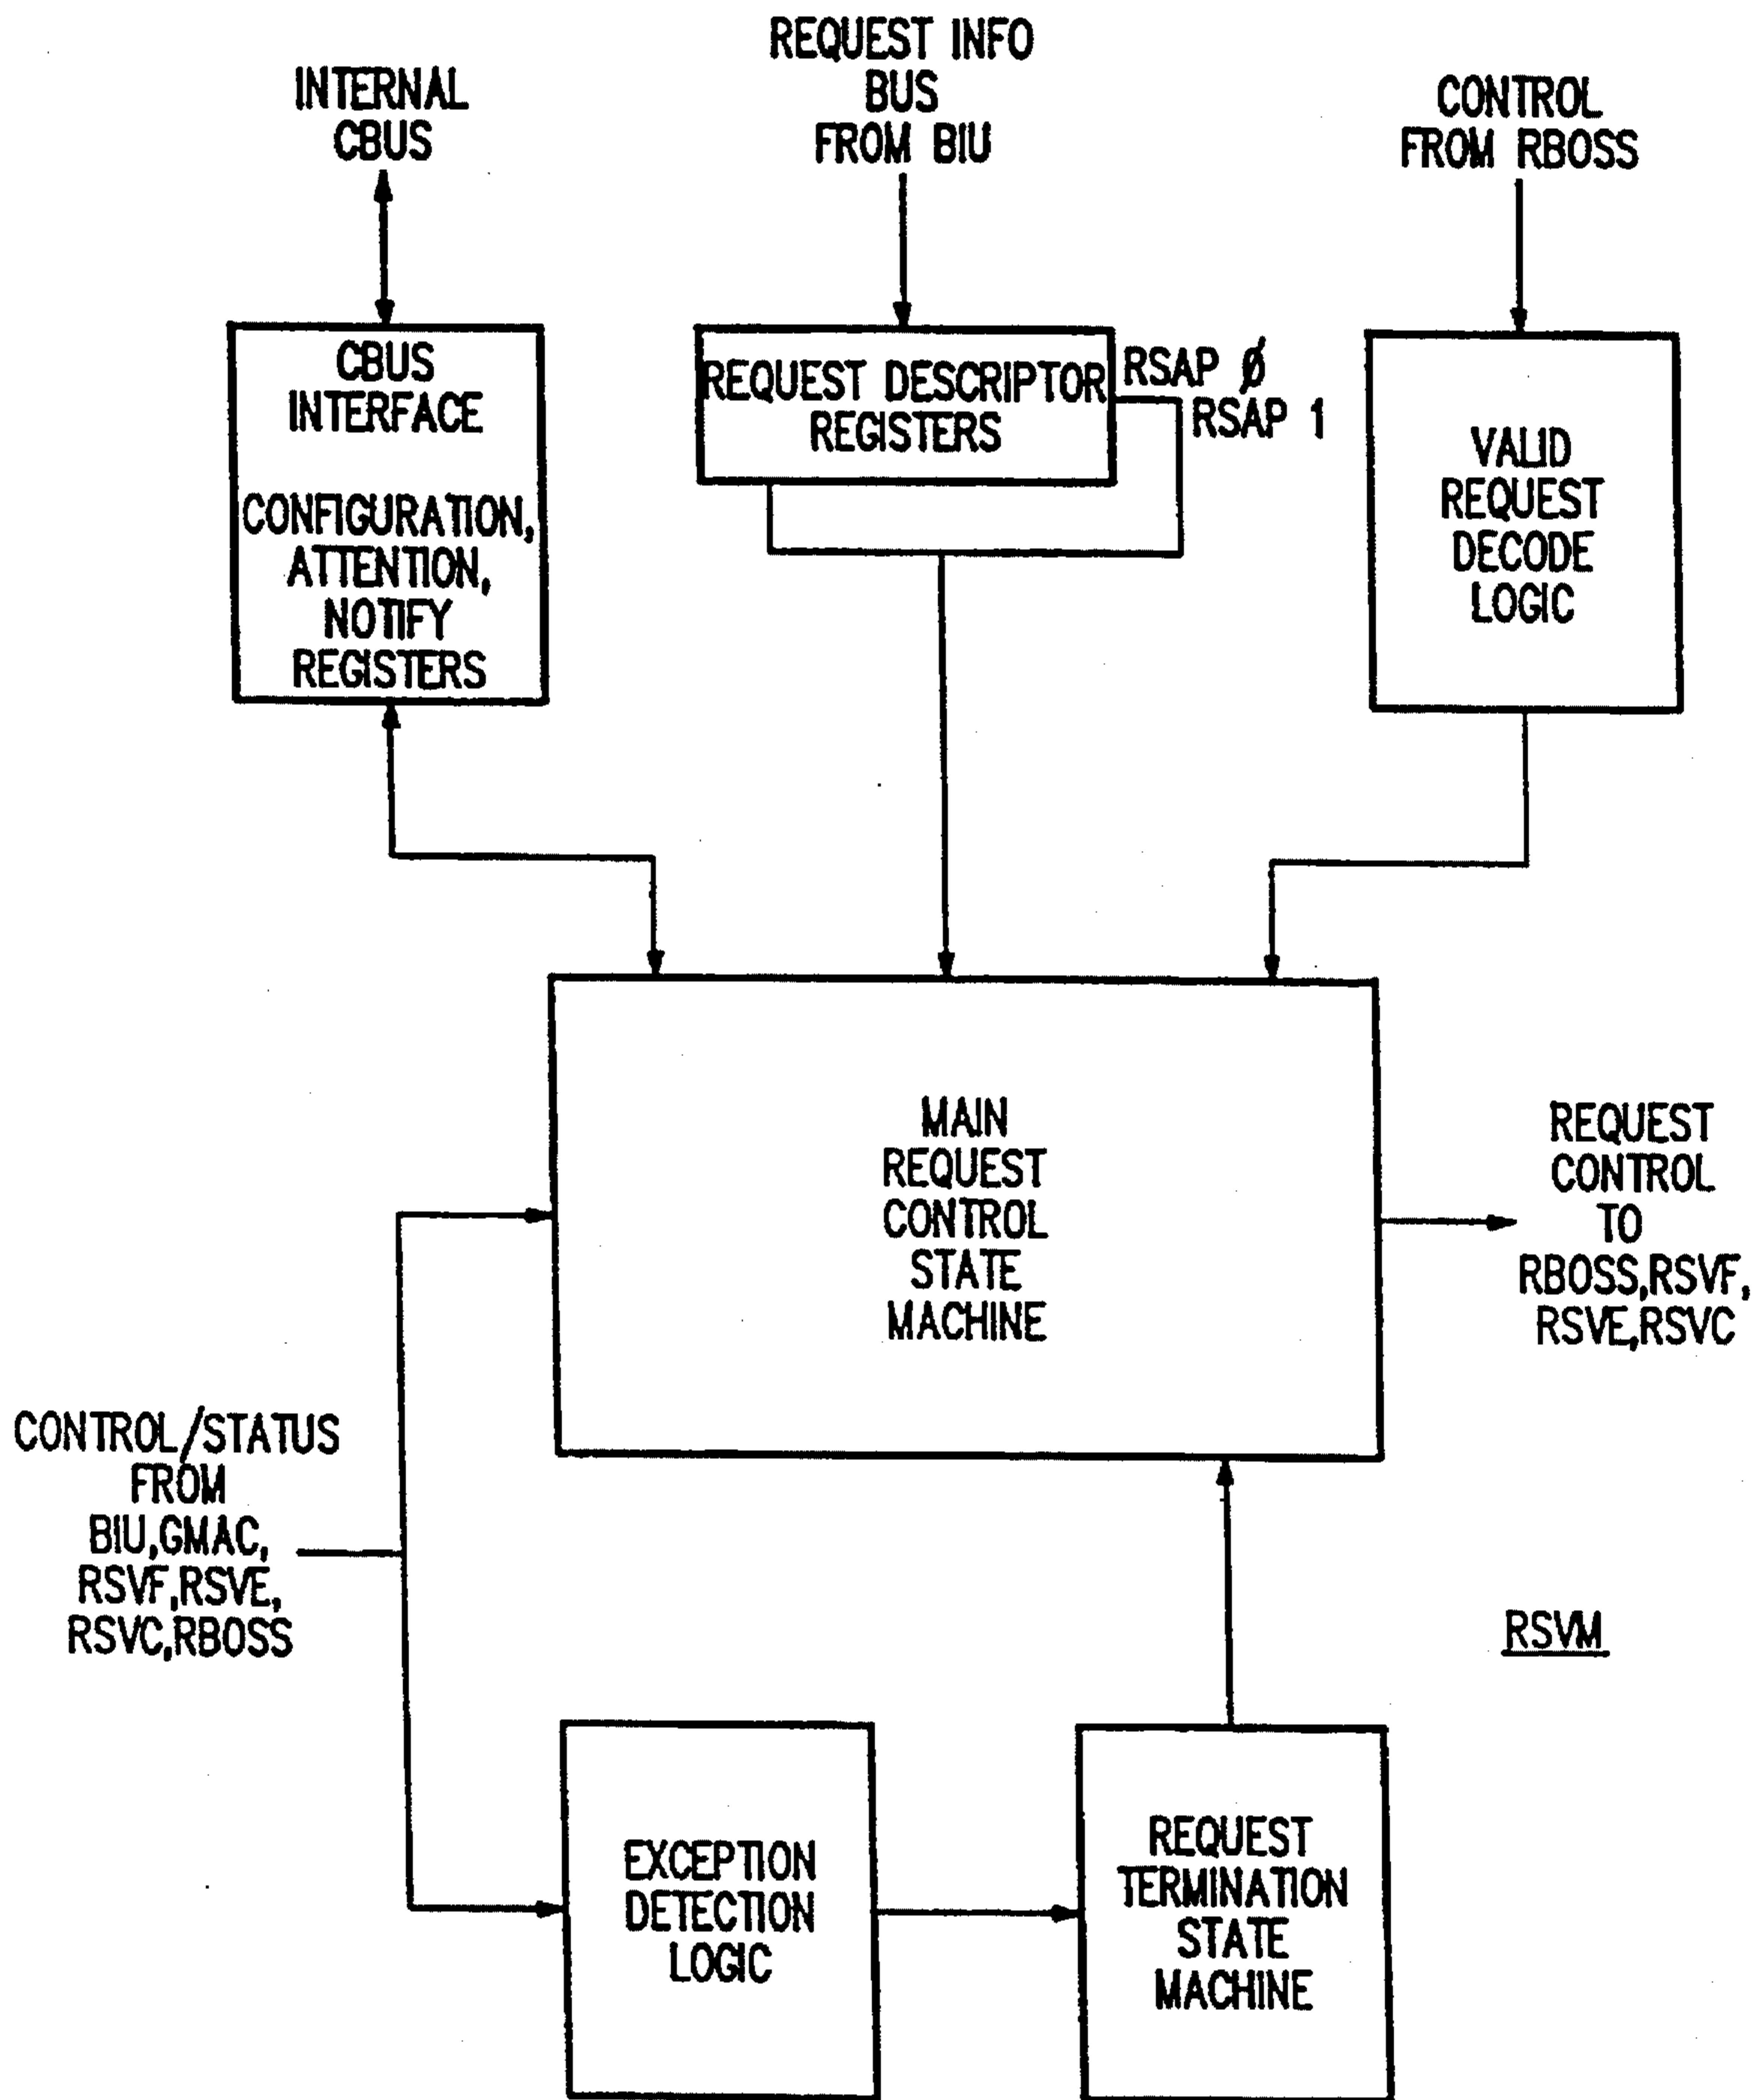 INTERNAL
CBUS
REQUEST INFO
BUS
FROM BIU
CONTROL
FROM RBOSS
CBUS
INTERFACE
CONFIGURATION,
ATTENTION,
NOTIFY
REGISTERS
REQUEST DESCRIPTOR
REGISTERS
RSAP Ø
RSAP 1
VALID
REQUEST
DECODE
LOGIC
MAIN
REQUEST
CONTROL
STATE
MACHINE
REQUEST
CONTROL
TO
RBOSS,RSVF,
RSVE,RSVC
CONTROL/STATUS
FROM
BIU,GMAC,
RSVF,RSVE,
RSVC,RBOSS
RSVM
EXCEPTION
DETECTION
LOGIC
REQUEST
TERMINATION
STATE
MACHINE